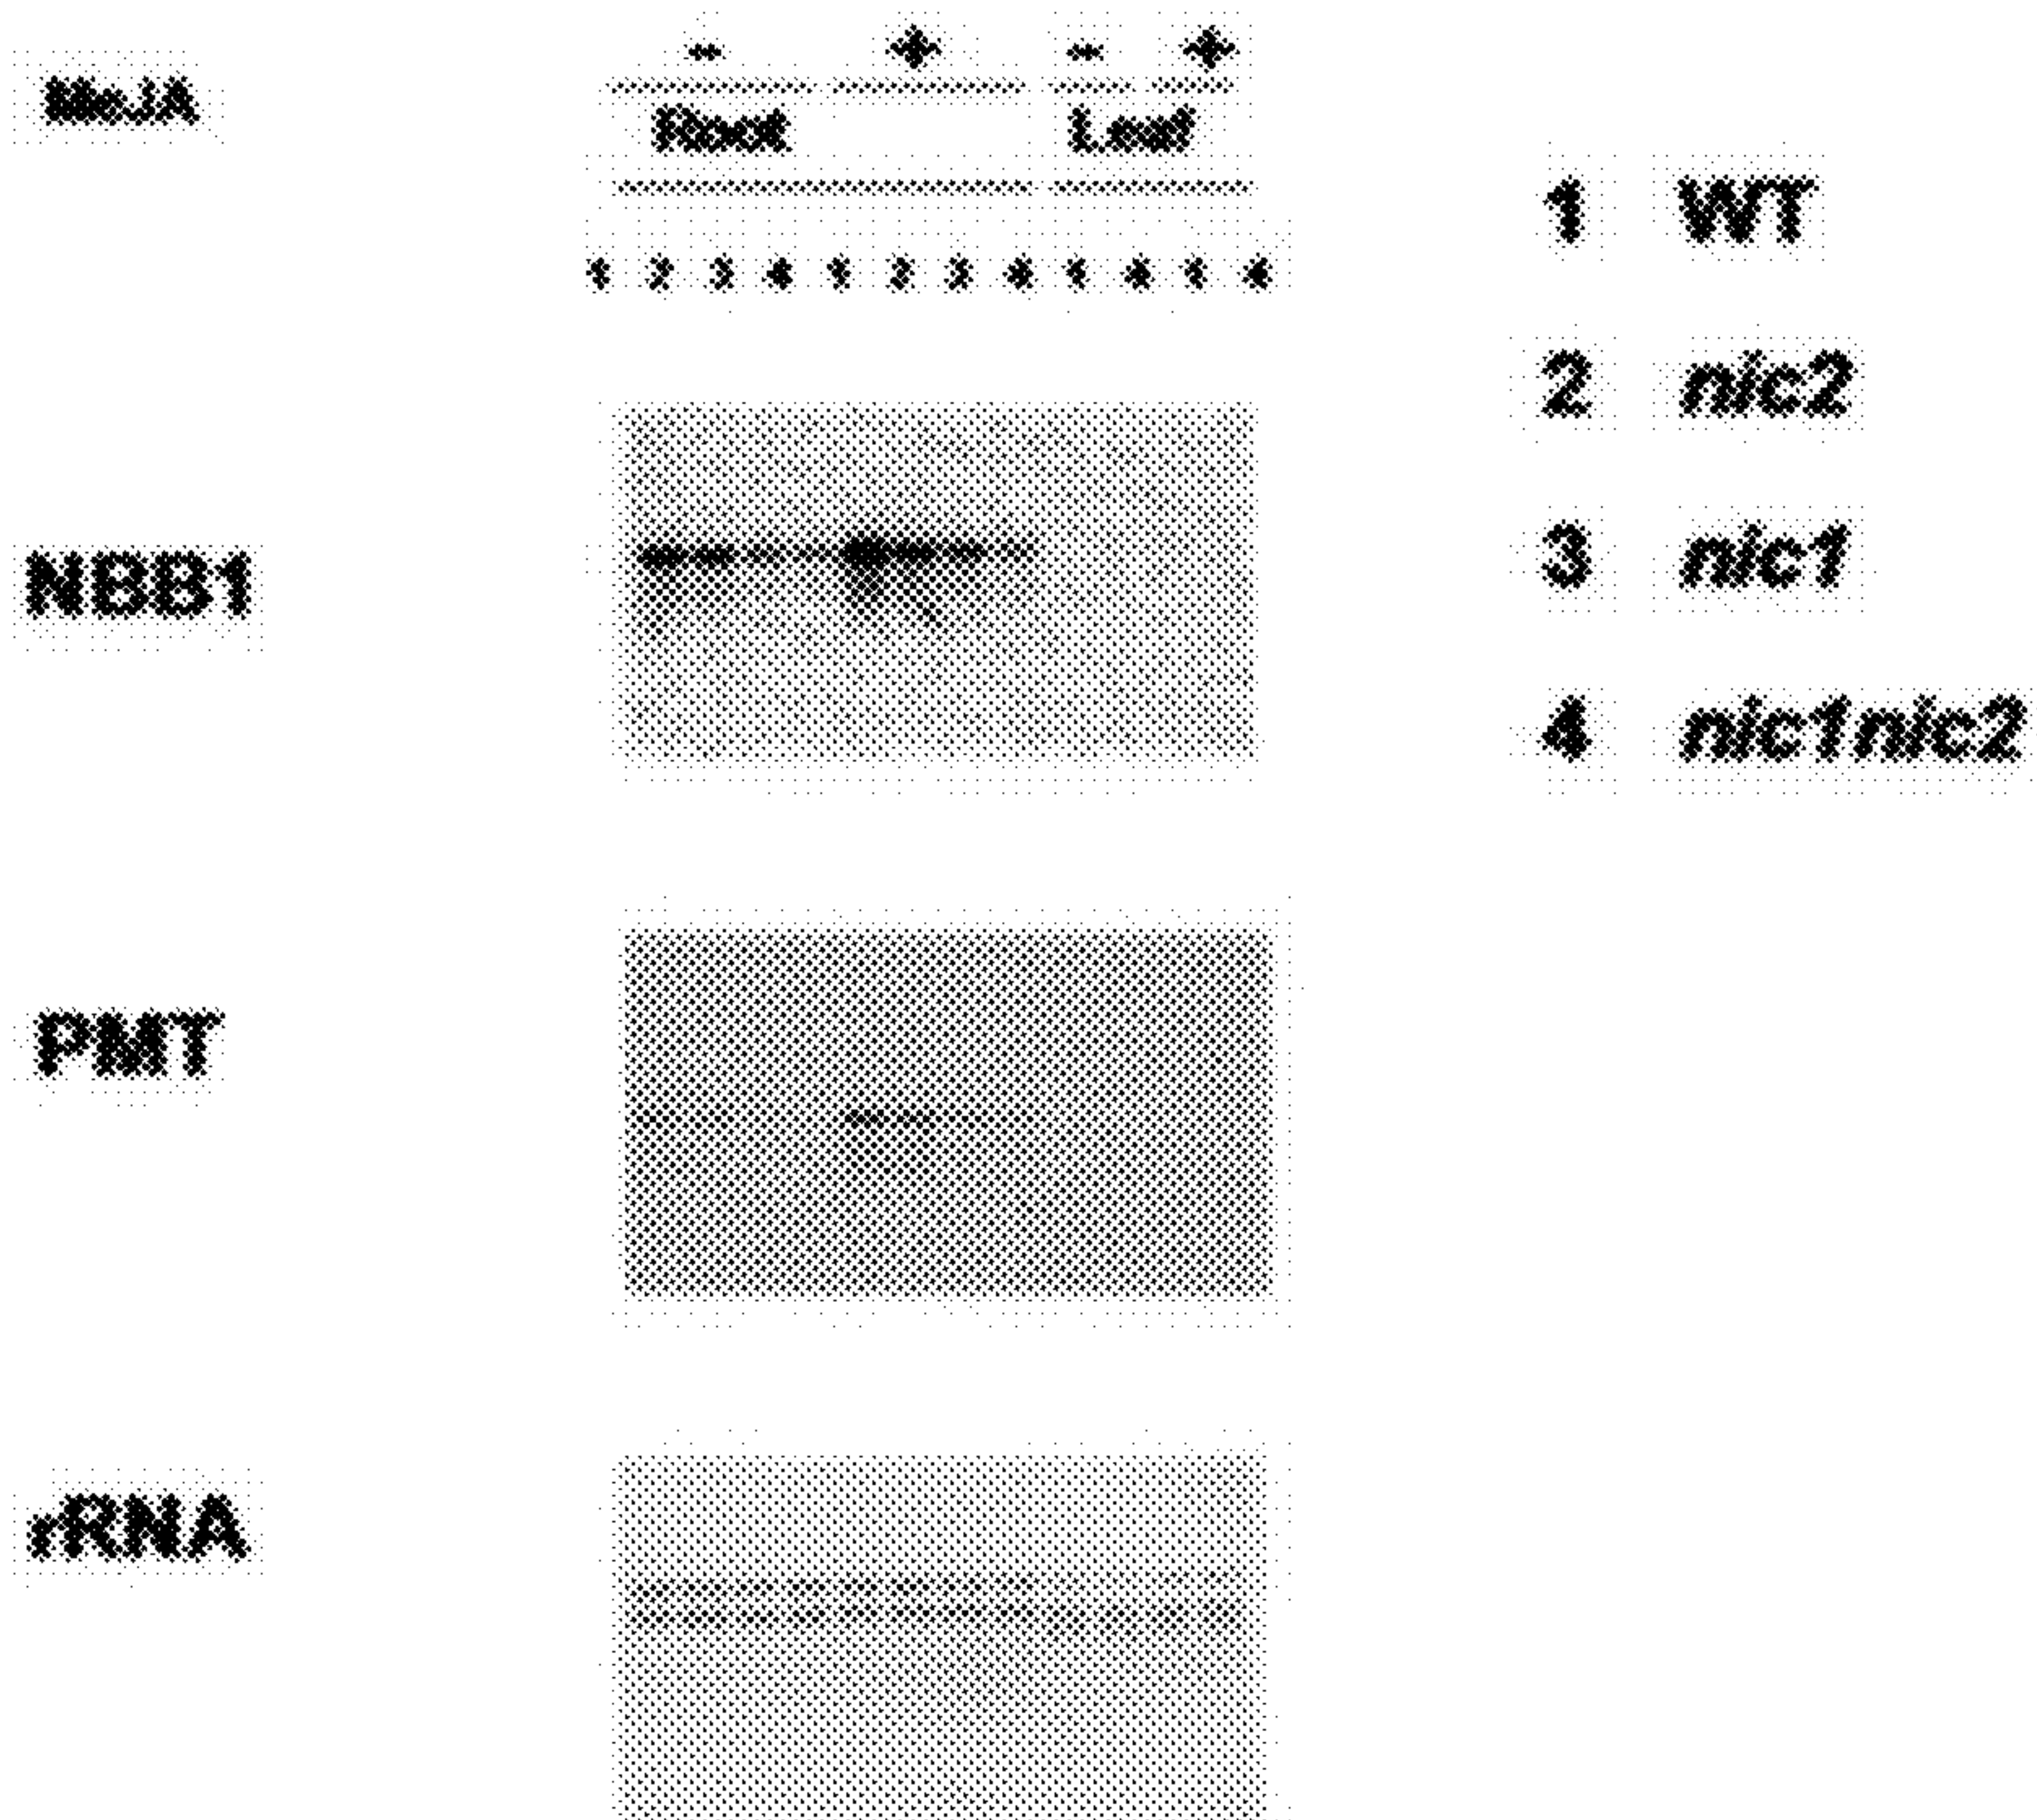 - + - +
MeJA
Root Leaf
1 2 3 4 1 2 3 4 1 4 1 4
1 WT
2 nic2
3 nic1
4 nic1nic2
NBB1
PMT
rRNA